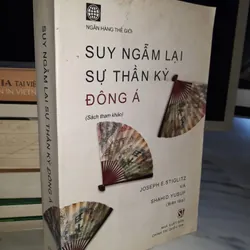 NGÂN HÀNG THẾ GIỚI
SUY NGẪM LẠI
SỰ THẦN KỲ
ĐÔNG Á
(Sách tham khảo)
JOSEPH E. STIGLITZ
VÀ
SHAHID YUSUF
(Biên tập)
SUY NGẪM LẠI SỰ THẦN KỲ ĐÔNG Á